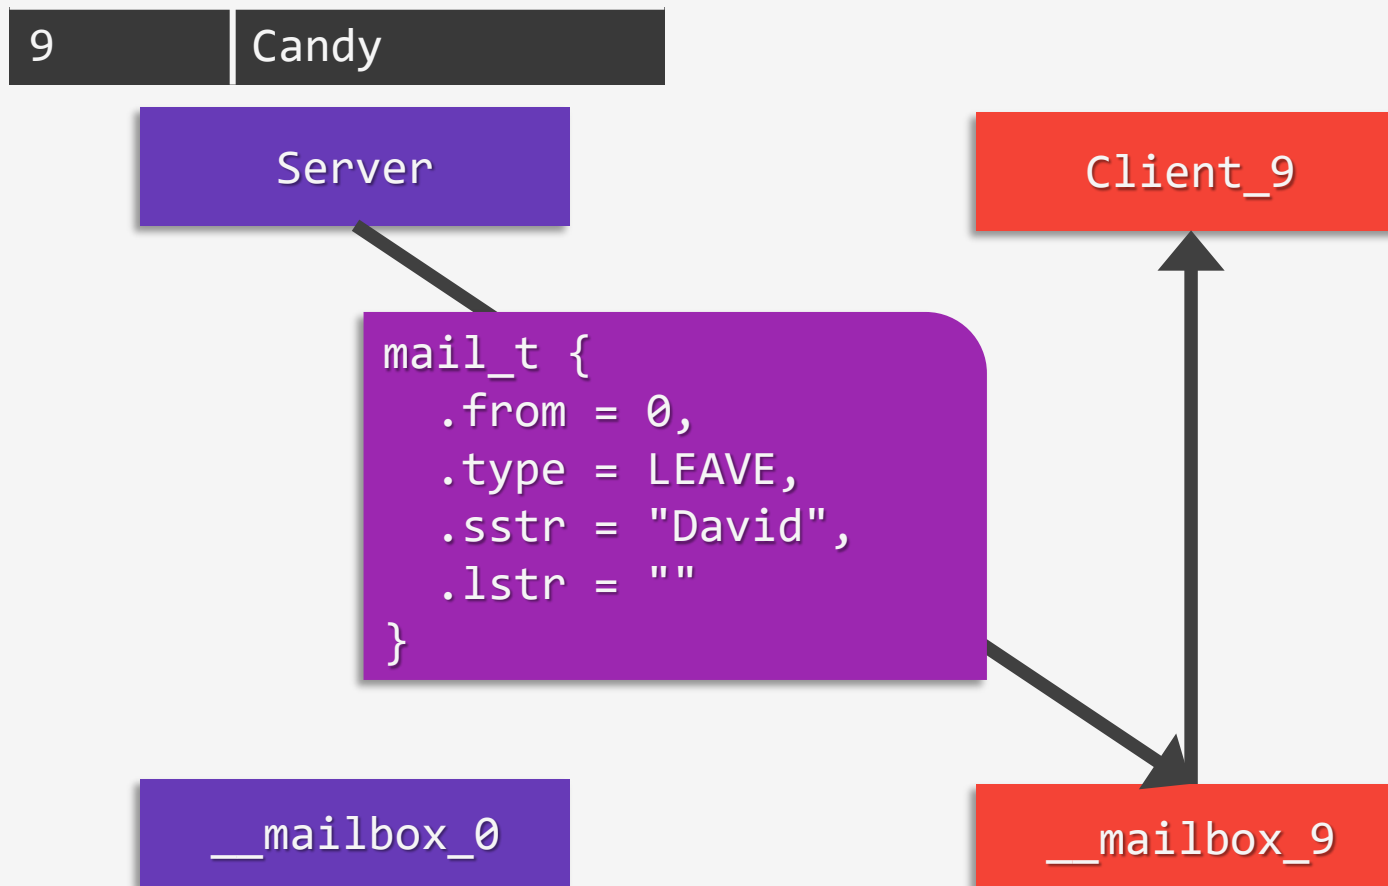 9 Candy
Server
Client_9
mail_t {
  .from = 0,
  .type = LEAVE,
  .sstr = "David",
  .lstr = ""
}
__mailbox_0
__mailbox_9